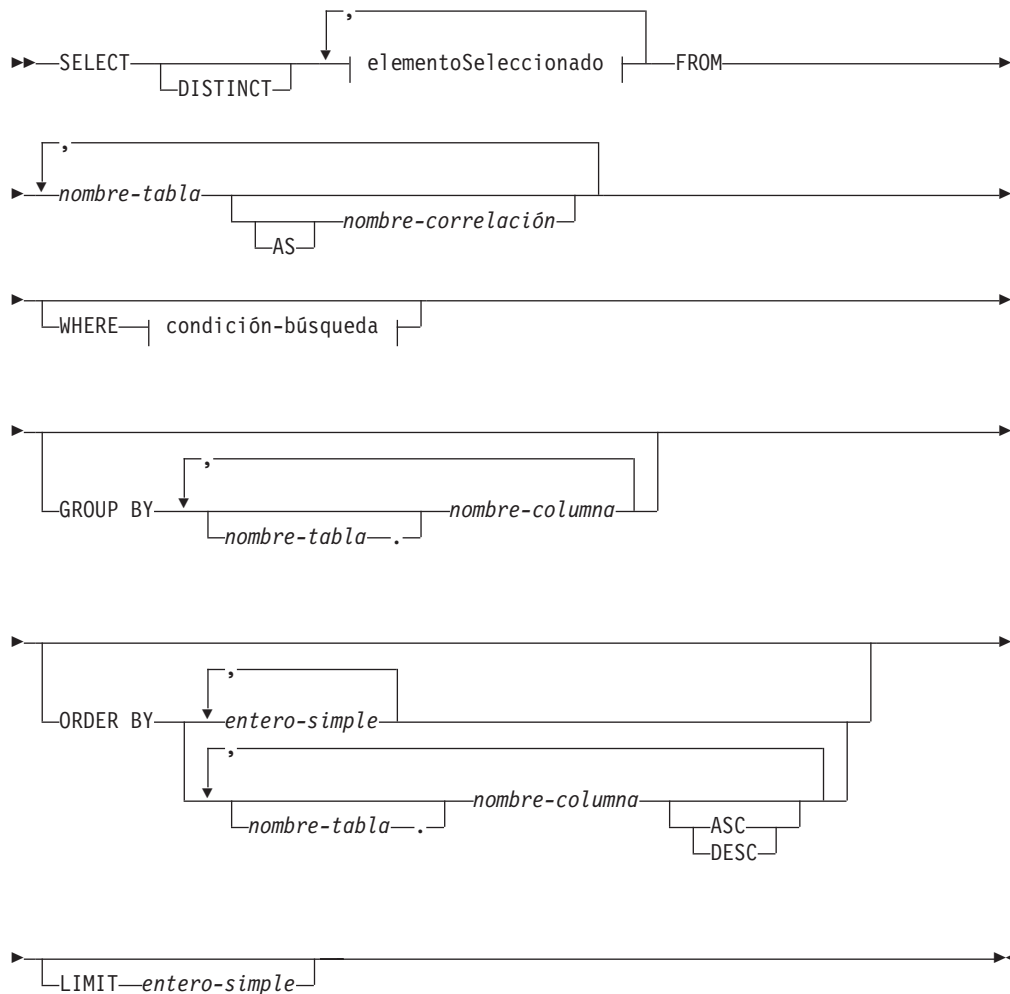 ,
SELECT elementoSeleccionado FROM
DISTINCT
,
nombre-tabla
nombre-correlación
AS
WHERE condición-búsqueda
,
GROUP BY nombre-columna
nombre-tabla .
,
ORDER BY entero-simple
,
nombre-columna
nombre-tabla . ASC
DESC
LIMIT entero-simple